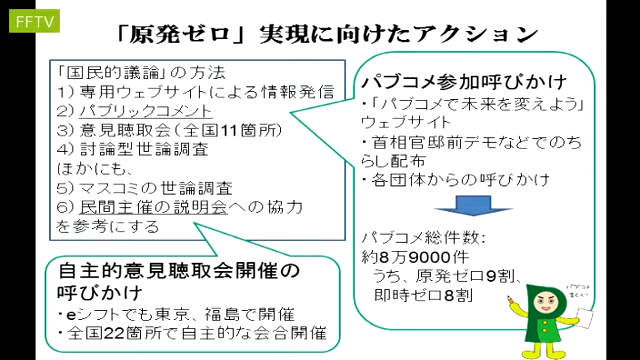 FFTV
「原発ゼロ」実現に向けたアクション
「国民的議論」の方法
1)専用ウェブサイトによる情報発信
2)パブリックコメント
3)意見聴取会(全国11箇所)
4)討論型世論調査
ほかにも、
5)マスコミの世論調査
6)民間主催の説明会への協力
を参考にする
パブコメ参加呼びかけ
・「パブコメで未来を変えよう」
ウェブサイト
・首相官邸前デモなどでのち
らし配布
・各団体からの呼びかけ
パブコメ総件数:
約8万9000件
うち、原発ゼロ9割、
即時ゼロ8割
自主的意見聴取会開催の
呼びかけ
・eシフトでも東京、福島で開催
・全国22箇所で自主的な会合開催
パブコメ